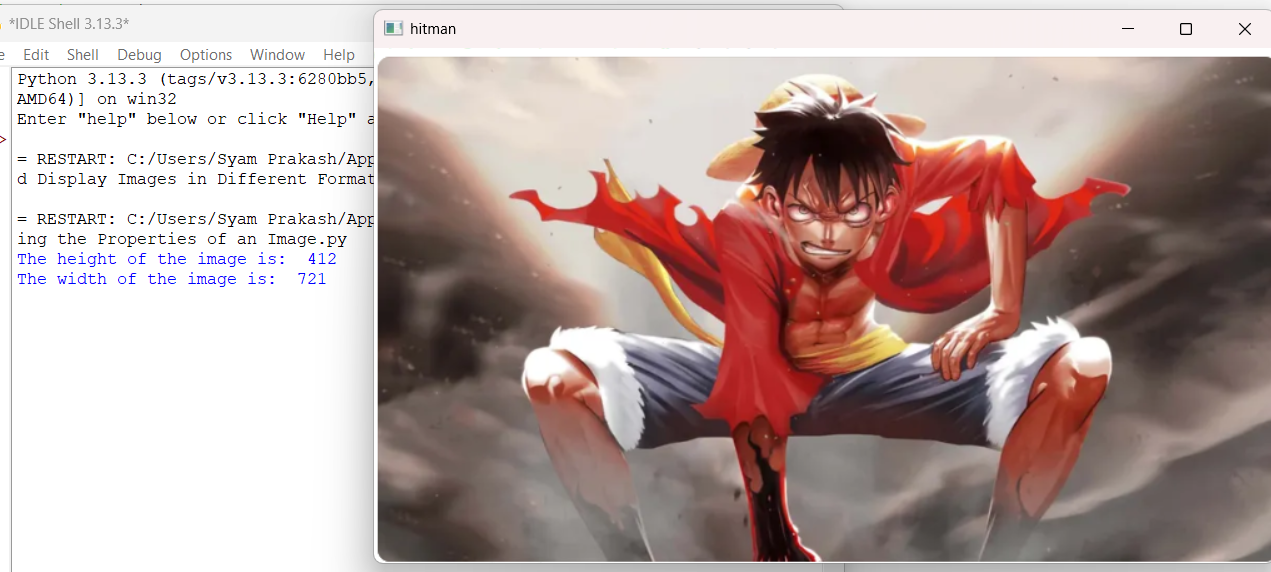 *IDLE Shell 3.13.3*
Edit Shell Debug Options Window Help
Python 3.13.3 (tags/v3.13.3:6280bb5,
AMD64)] on win32
Enter "help" below or click "Help" a
= RESTART: C:/Users/Syam Prakash/App
d Display Images in Different Format
= RESTART: C:/Users/Syam Prakash/App
ing the Properties of an Image.py
The height of the image is:  412
The width of the image is:  721
hitman